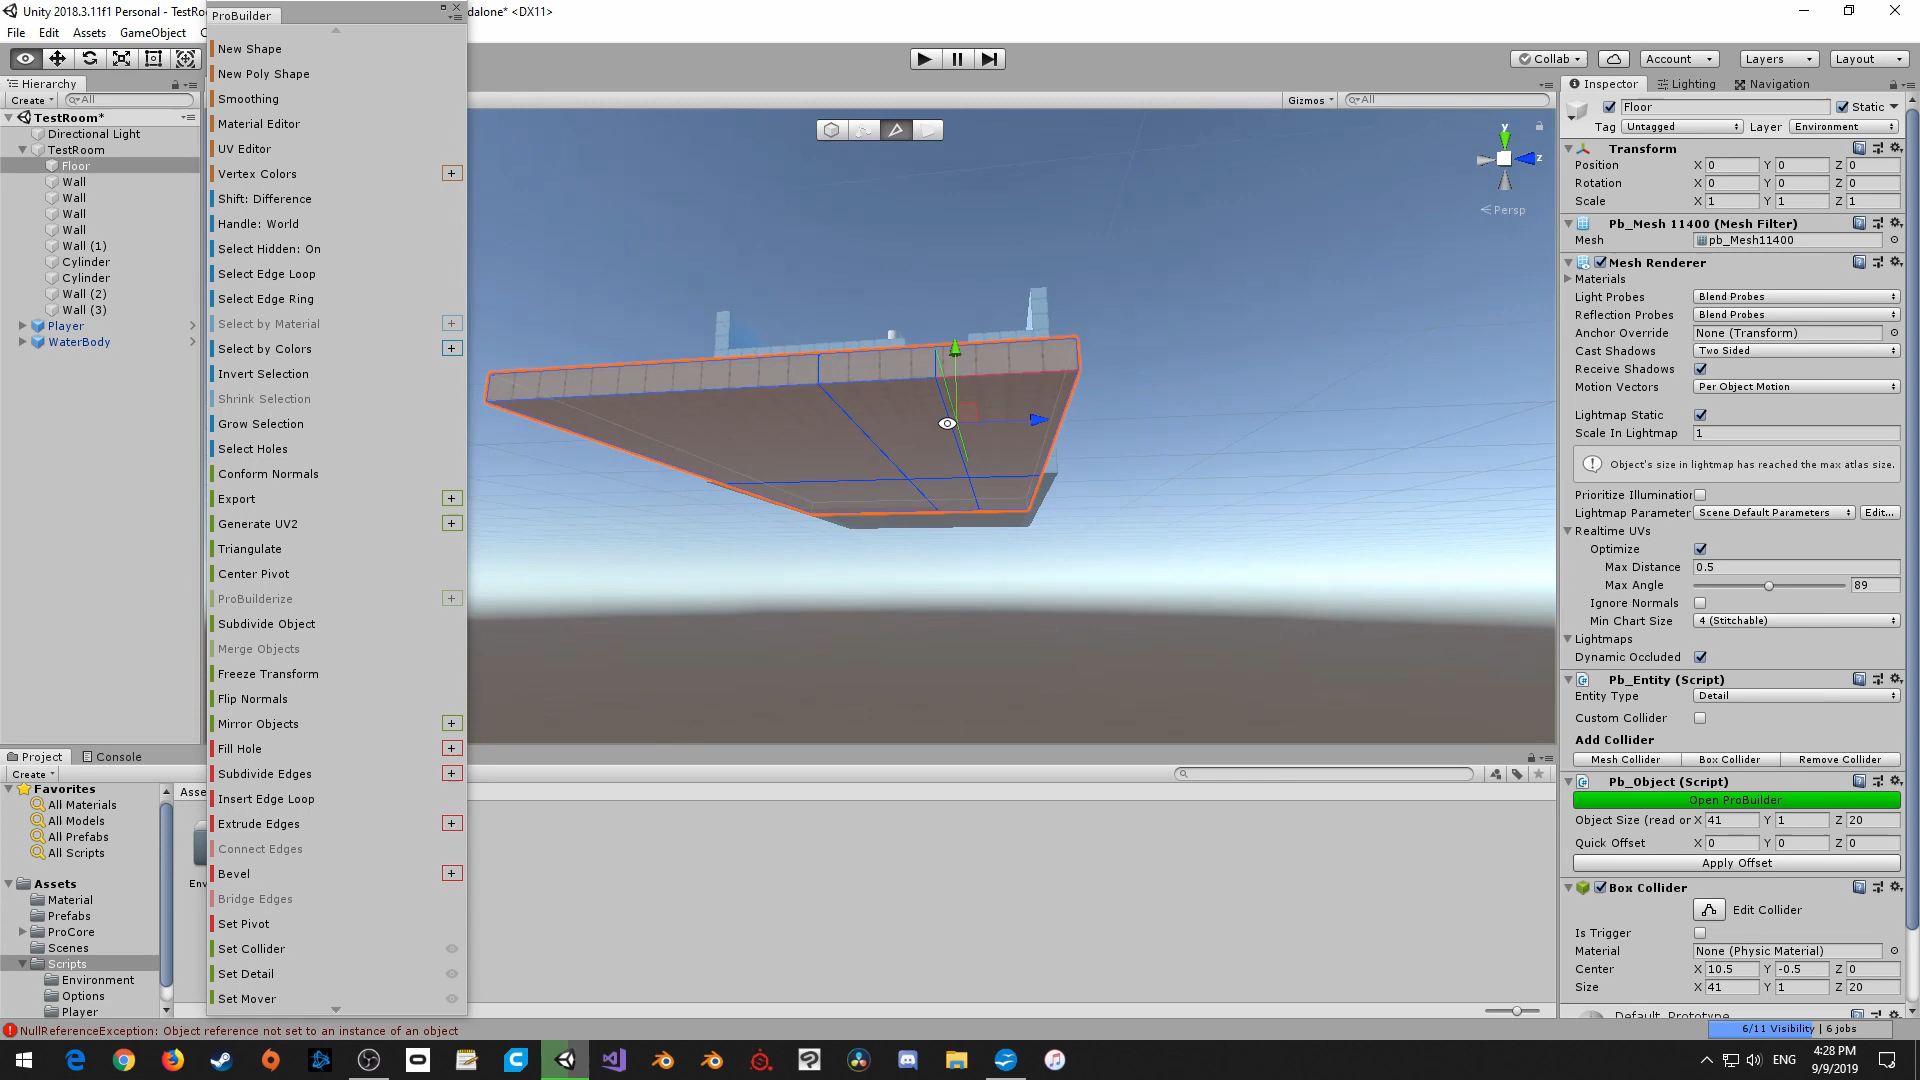 Unity 2018.3.11f1 Personal - TestRoo
dalone* <DX11>
File Edit Assets GameObject
ProBuilder
Collab
Account
Layers
Layout
Hierarchy
Create
All
TestRoom*
Directional Light
TestRoom
Floor
Wall
Wall
Wall
Wall
Wall (1)
Cylinder
Cylinder
Wall (2)
Wall (3)
Player
WaterBody
New Shape
New Poly Shape
Smoothing
Material Editor
UV Editor
Vertex Colors
Shift: Difference
Handle: World
Select Hidden: On
Select Edge Loop
Select Edge Ring
Select by Material
Select by Colors
Invert Selection
Shrink Selection
Grow Selection
Select Holes
Conform Normals
Export
Generate UV2
Triangulate
Center Pivot
ProBuilderize
Subdivide Object
Merge Objects
Freeze Transform
Flip Normals
Mirror Objects
Fill Hole
Subdivide Edges
Insert Edge Loop
Extrude Edges
Connect Edges
Bevel
Bridge Edges
Set Pivot
Set Collider
Set Detail
Set Mover
Gizmos
All
y
z
Persp
Inspector Lighting Navigation
Floor Static
Tag Untagged Layer Environment
Transform
Position X 0 Y 0 Z 0
Rotation X 0 Y 0 Z 0
Scale X 1 Y 1 Z 1
Pb_Mesh 11400 (Mesh Filter)
Mesh pb_Mesh11400
Mesh Renderer
Materials
Light Probes Blend Probes
Reflection Probes Blend Probes
Anchor Override None (Transform)
Cast Shadows Two Sided
Receive Shadows
Motion Vectors Per Object Motion
Lightmap Static
Scale In Lightmap 1
Object's size in lightmap has reached the max atlas size.
Prioritize Illumination
Lightmap Parameter Scene Default Parameters Edit...
Realtime UVs
Optimize
Max Distance 0.5
Max Angle 89
Ignore Normals
Min Chart Size 4 (Stitchable)
Lightmaps
Dynamic Occluded
Pb_Entity (Script)
Entity Type Detail
Custom Collider
Add Collider
Mesh Collider Box Collider Remove Collider
Pb_Object (Script)
Open ProBuilder
Object Size (read or X 41 Y 1 Z 20
Quick Offset X 0 Y 0 Z 0
Apply Offset
Box Collider
Edit Collider
Is Trigger
Material None (Physic Material)
Center X 10.5 Y -0.5 Z 0
Size X 41 Y 1 Z 20
Default_Prototype
Project Console
Create
Favorites
All Materials
All Models
All Prefabs
All Scripts
Assets
Material
Prefabs
ProCore
Scenes
Scripts
Environment
Options
Player
Asse
Env
NullReferenceException: Object reference not set to an instance of an object
6/11 Visibility | 6 jobs
ENG
4:28 PM
9/9/2019